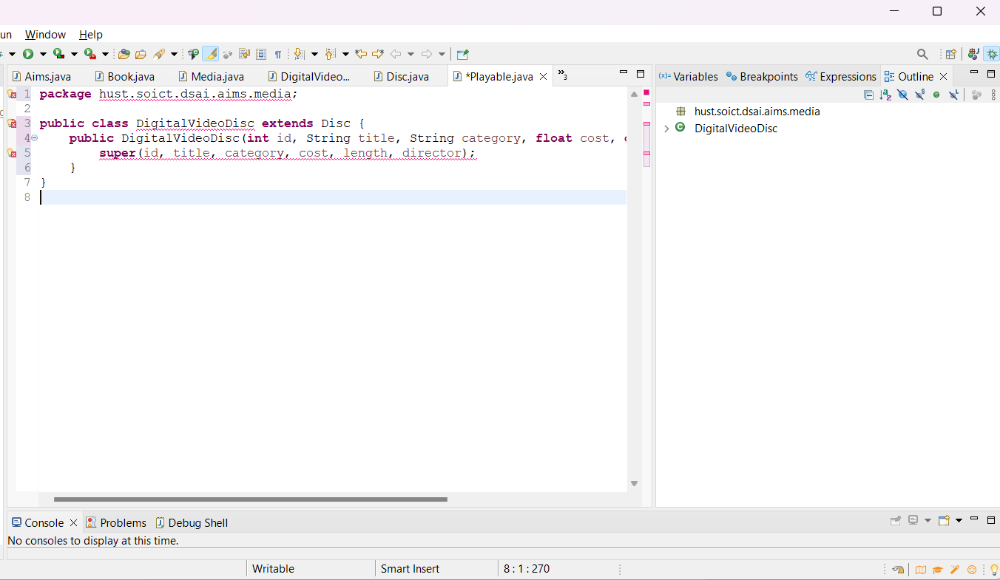 un Window Help
Aims.java Book.java Media.java DigitalVideo... Disc.java *Playable.java »3
(x)= Variables Breakpoints Expressions Outline
1 package hust.soict.dsai.aims.media;
2
3 public class DigitalVideoDisc extends Disc {
4 public DigitalVideoDisc(int id, String title, String category, float cost,
5 super(id, title, category, cost, length, director);
6 }
7 }
8
hust.soict.dsai.aims.media
DigitalVideoDisc
Console Problems Debug Shell
No consoles to display at this time.
Writable Smart Insert 8 : 1 : 270